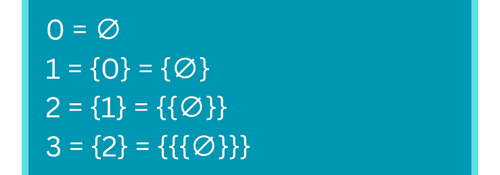 0 = ∅
1 = {0} = {∅}
2 = {1} = {{∅}}
3 = {2} = {{{∅}}}